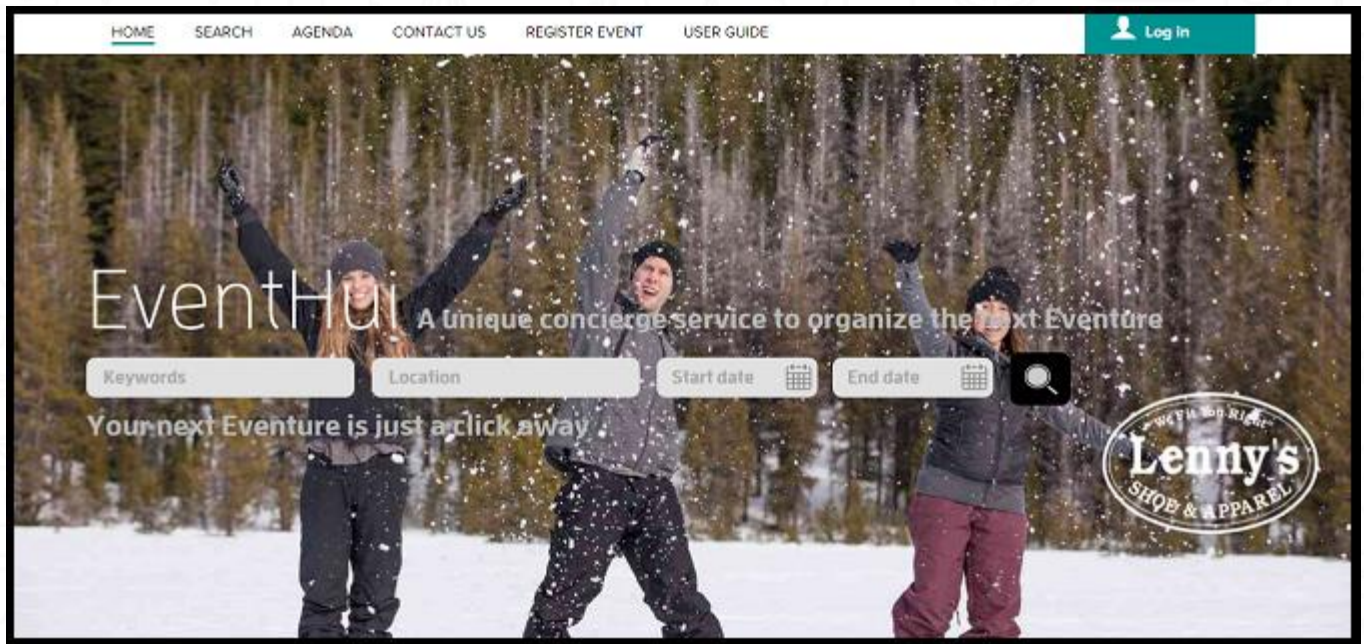 HOME SEARCH AGENDA CONTACT US REGISTER EVENT USER GUIDE Log in
EventHui A unique concierge service to organize the next Eventure
Keywords Location Start date End date
Your next Eventure is just a click away
"We Fit You Right"
Lenny's
SHOE & APPAREL